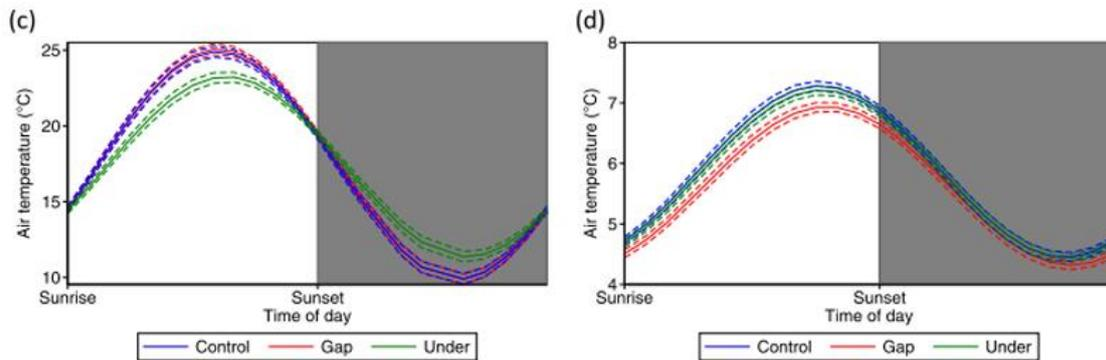 (c)
25
20
15
10
Air temperature (°C)
Sunrise
Sunset
Time of day
Control
Gap
Under
(d)
8
7
6
5
4
Air temperature (°C)
Sunrise
Sunset
Time of day
Control
Gap
Under